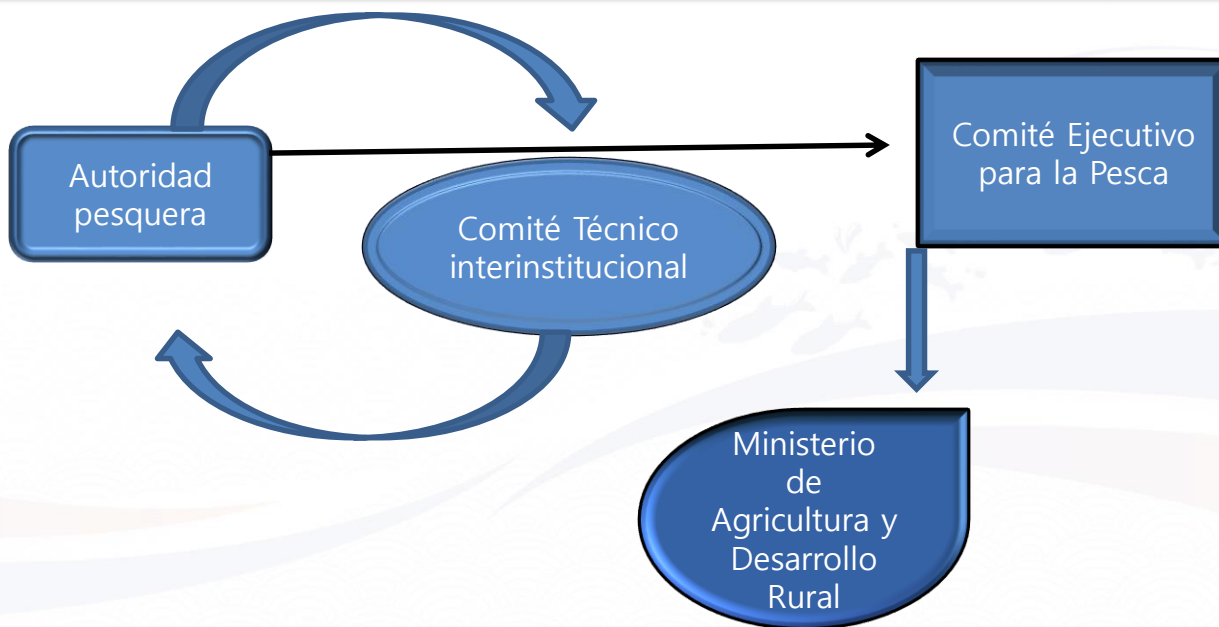 Autoridad
pesquera
Comité Técnico
interinstitucional
Comité Ejecutivo
para la Pesca
Ministerio
de
Agricultura y
Desarrollo
Rural